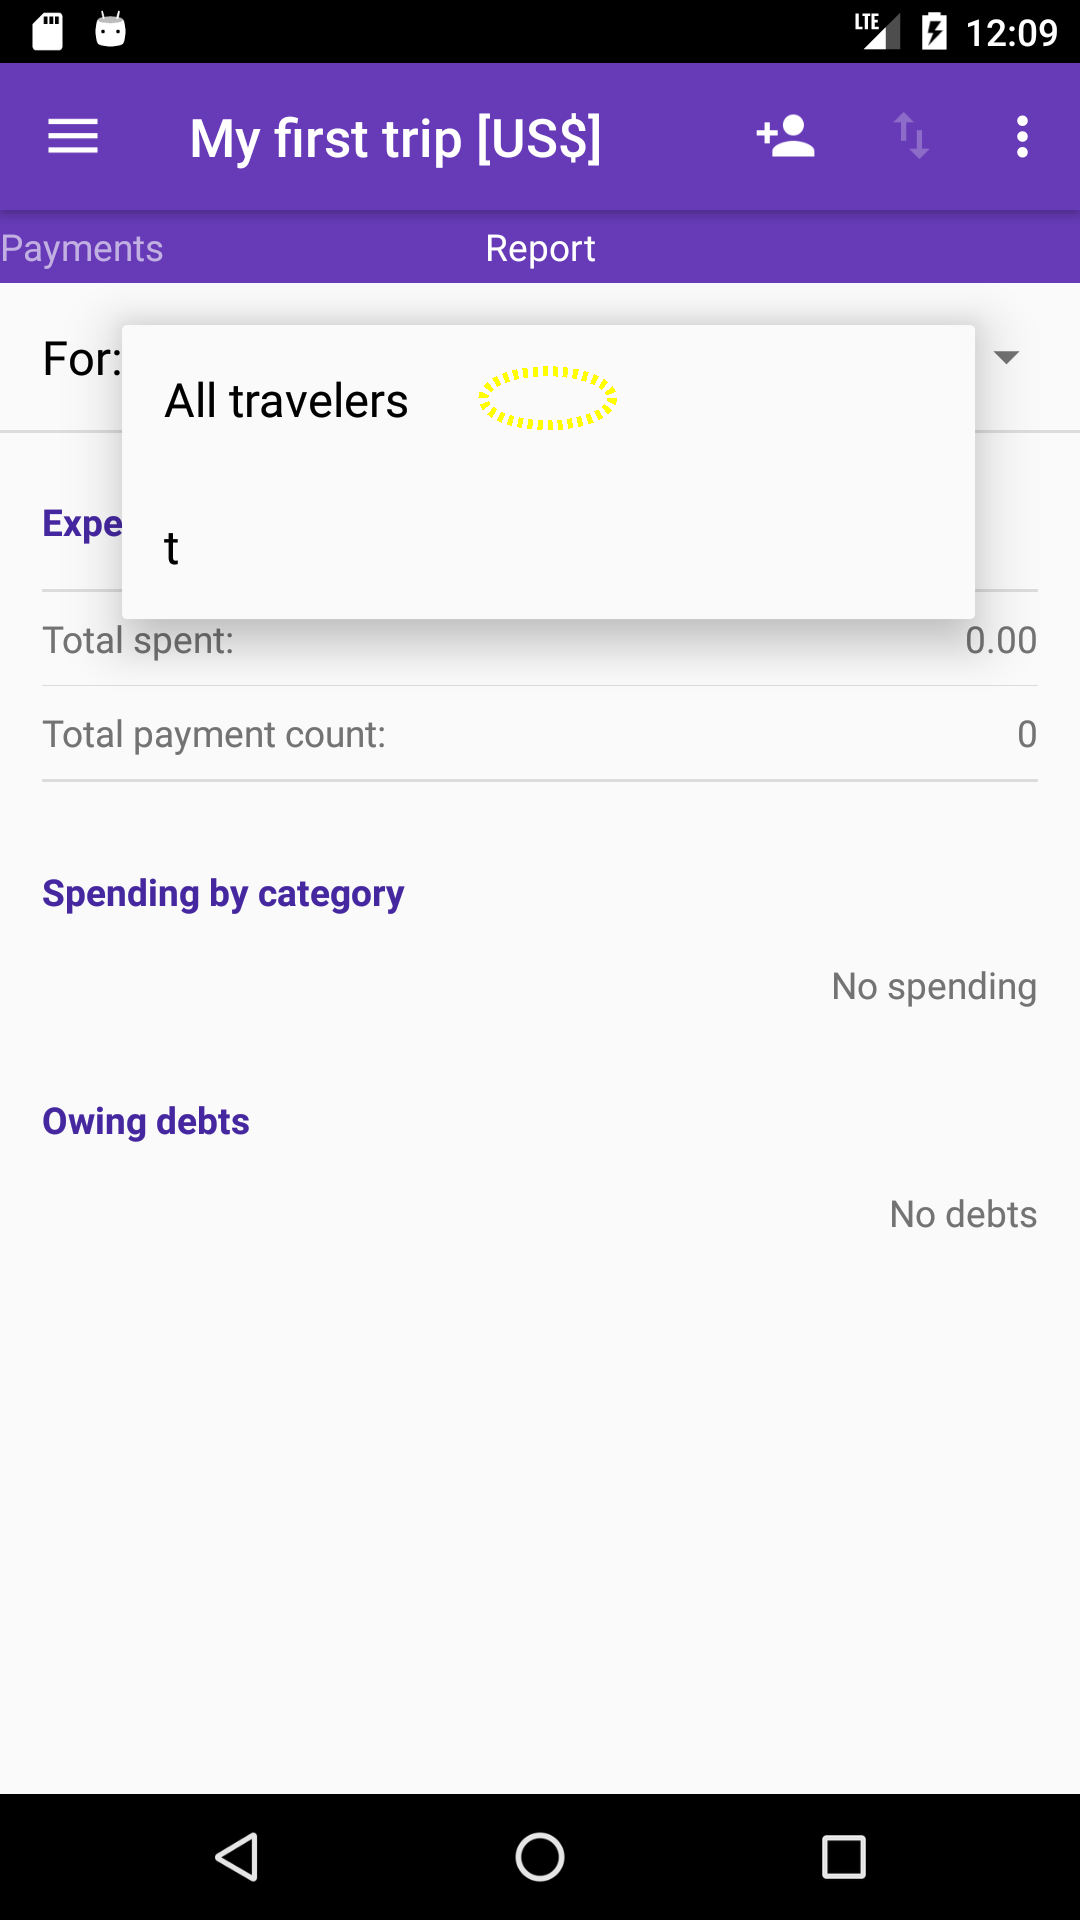 LTE 12:09
My first trip [US$]
Payments Report
For:
All travelers
Expe
t
Total spent: 0.00
Total payment count: 0
Spending by category
No spending
Owing debts
No debts